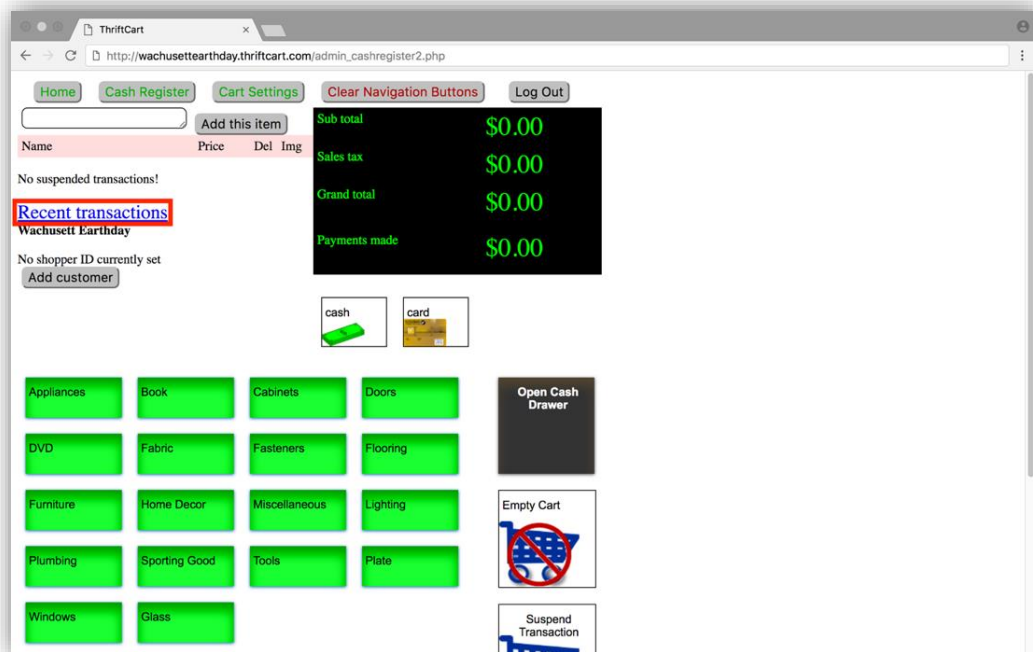 ThriftCart
http://wachusettearthday.thriftcart.com/admin_cashregister2.php
Home Cash Register Cart Settings Clear Navigation Buttons Log Out
Add this item
Name Price Del Img
No suspended transactions!
Recent transactions
Wachusett Earthday
No shopper ID currently set
Add customer
Sub total $0.00
Sales tax $0.00
Grand total $0.00
Payments made $0.00
cash card
Appliances Book Cabinets Doors
DVD Fabric Fasteners Flooring
Furniture Home Decor Miscellaneous Lighting
Plumbing Sporting Good Tools Plate
Windows Glass
Open Cash
Drawer
Empty Cart
Suspend
Transaction